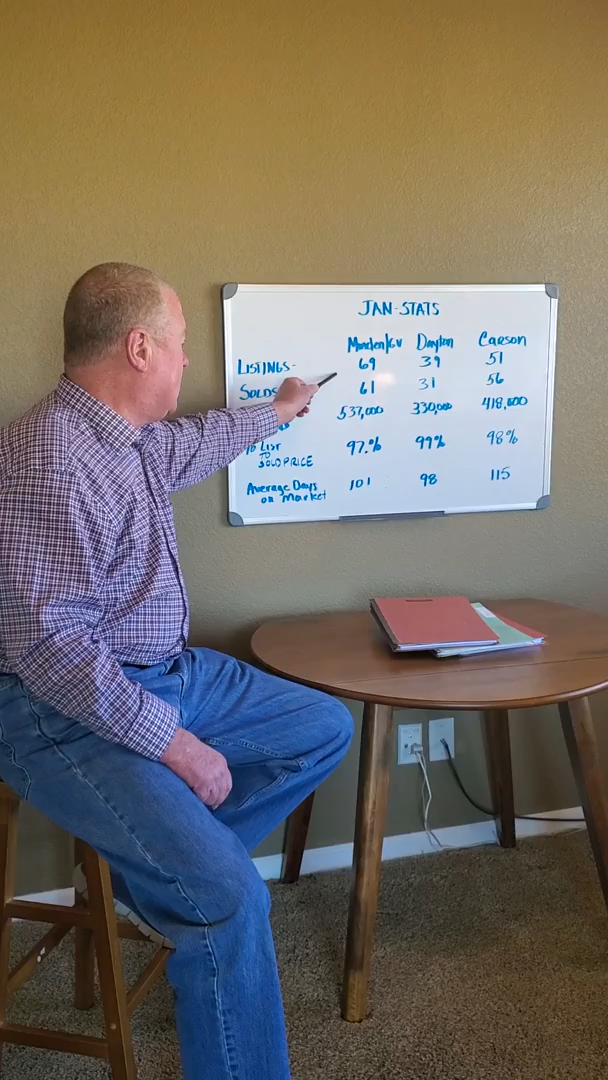 JAN-STATS
Minden/GV Dayton Carson
LISTINGS- 69 39 51
SOLDS 61 31 56
537,000 330,000 418,000
% LIST TO SOLD PRICE 97.% 99% 98%
Average Days on Market 101 98 115